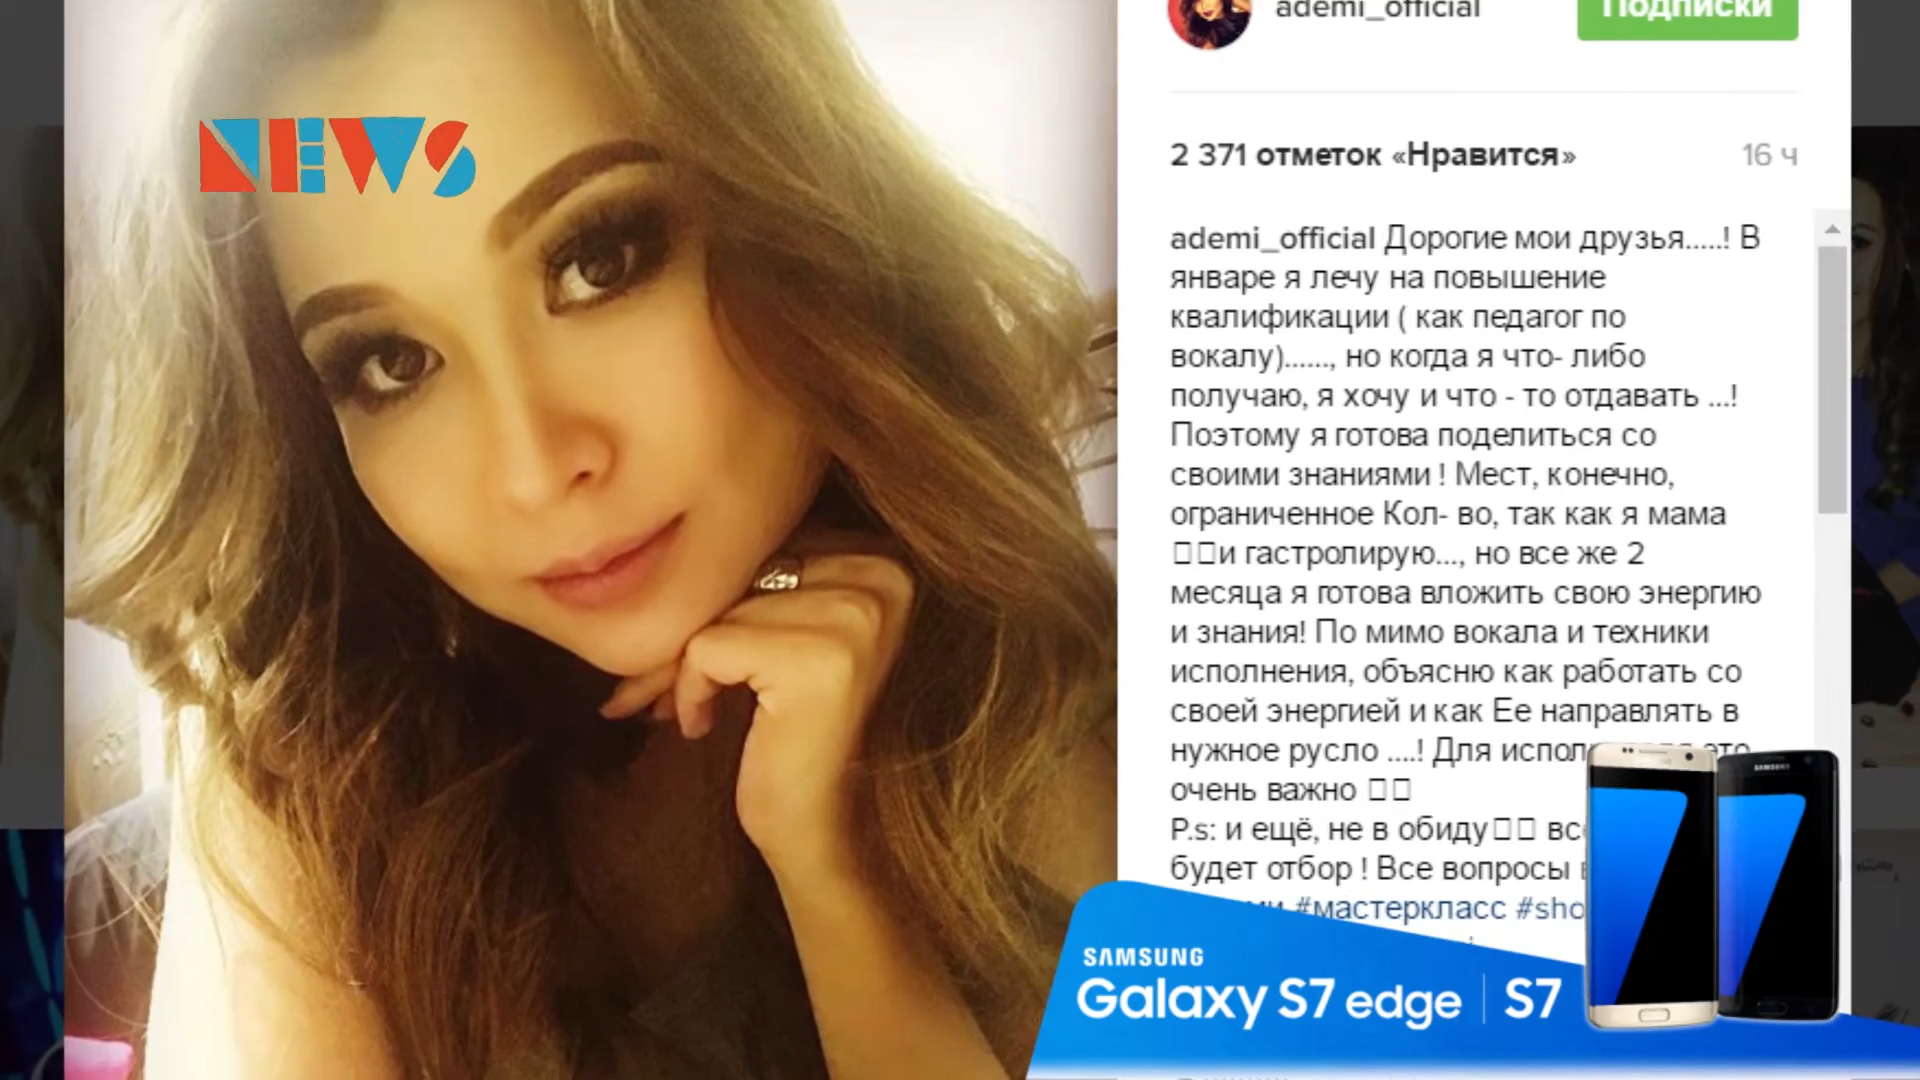 NEWS
ademi_official
Подписки
2 371 отметок «Нравится»
16 ч
ademi_official Дорогие мои друзья.....! В
январе я лечу на повышение
квалификации ( как педагог по
вокалу)......, но когда я что- либо
получаю, я хочу и что - то отдавать ...!
Поэтому я готова поделиться со
своими знаниями ! Мест, конечно,
ограниченное Кол- во, так как я мама
и гастролирую..., но все же 2
месяца я готова вложить свою энергию
и знания! По мимо вокала и техники
исполнения, объясню как работать со
своей энергией и как Ее направлять в
нужное русло ....! Для это
очень важно
P.s: и ещё, не в обиду
будет отбор ! Все вопросы
#мастеркласс
SAMSUNG
Galaxy S7 edge | S7
SAMSUNG